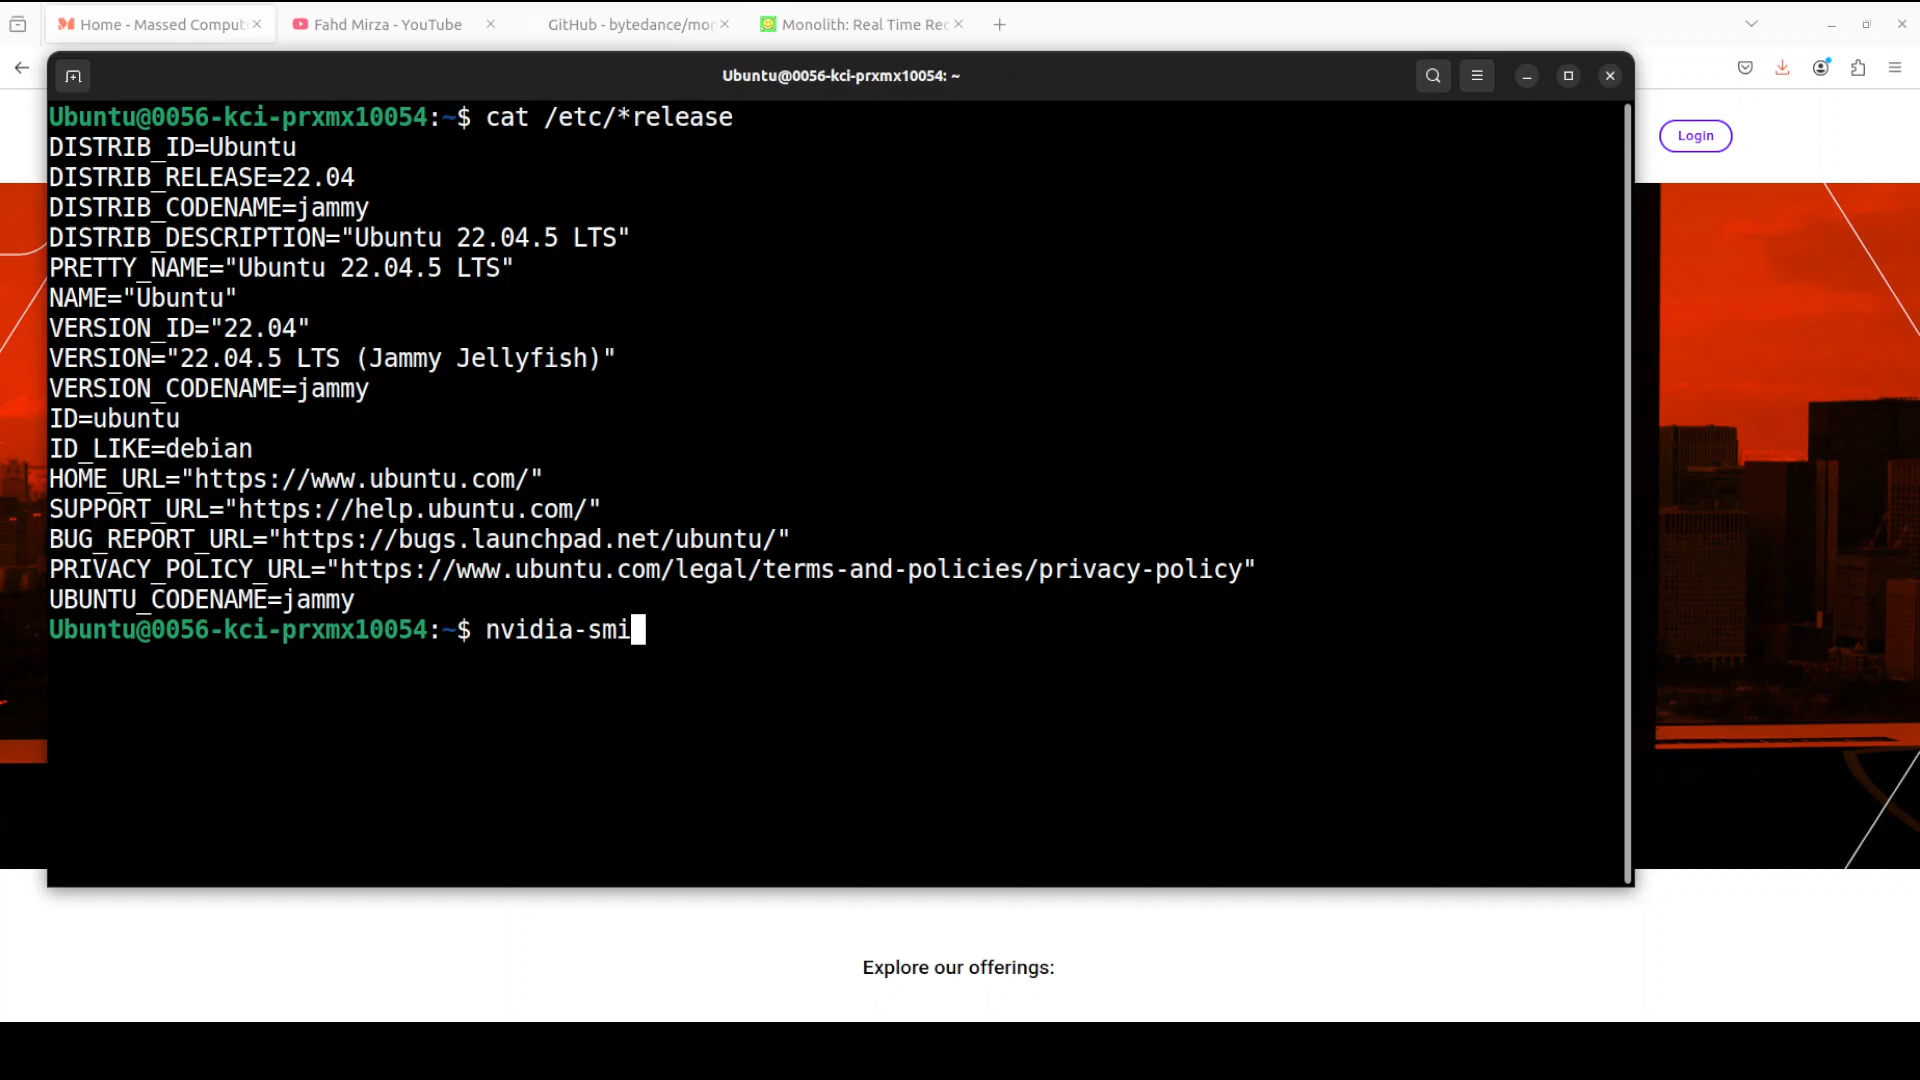 Home - Massed Comput
Fahd Mirza - YouTube
GitHub - bytedance/mon
Monolith: Real Time Rec
Ubuntu@0056-kci-prxmx10054: ~
Login
Ubuntu@0056-kci-prxmx10054:~$ cat /etc/*release
DISTRIB_ID=Ubuntu
DISTRIB_RELEASE=22.04
DISTRIB_CODENAME=jammy
DISTRIB_DESCRIPTION="Ubuntu 22.04.5 LTS"
PRETTY_NAME="Ubuntu 22.04.5 LTS"
NAME="Ubuntu"
VERSION_ID="22.04"
VERSION="22.04.5 LTS (Jammy Jellyfish)"
VERSION_CODENAME=jammy
ID=ubuntu
ID_LIKE=debian
HOME_URL="https://www.ubuntu.com/"
SUPPORT_URL="https://help.ubuntu.com/"
BUG_REPORT_URL="https://bugs.launchpad.net/ubuntu/"
PRIVACY_POLICY_URL="https://www.ubuntu.com/legal/terms-and-policies/privacy-policy"
UBUNTU_CODENAME=jammy
Ubuntu@0056-kci-prxmx10054:~$ nvidia-smi
Explore our offerings: